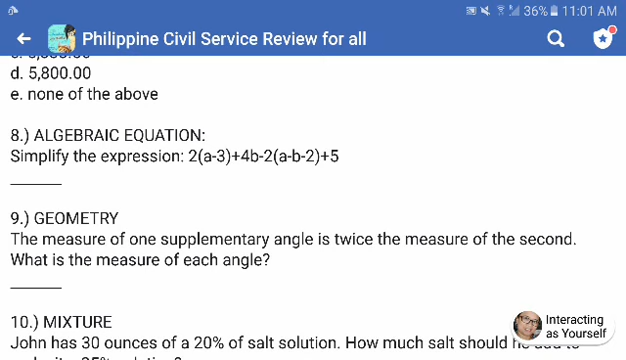 36% 11:01 AM
Philippine Civil Service Review for all
d. 5,800.00
e. none of the above
8.) ALGEBRAIC EQUATION:
Simplify the expression: 2(a-3)+4b-2(a-b-2)+5
9.) GEOMETRY
The measure of one supplementary angle is twice the measure of the second.
What is the measure of each angle?
10.) MIXTURE
John has 30 ounces of a 20% of salt solution. How much salt should he add to
Interacting
as Yourself